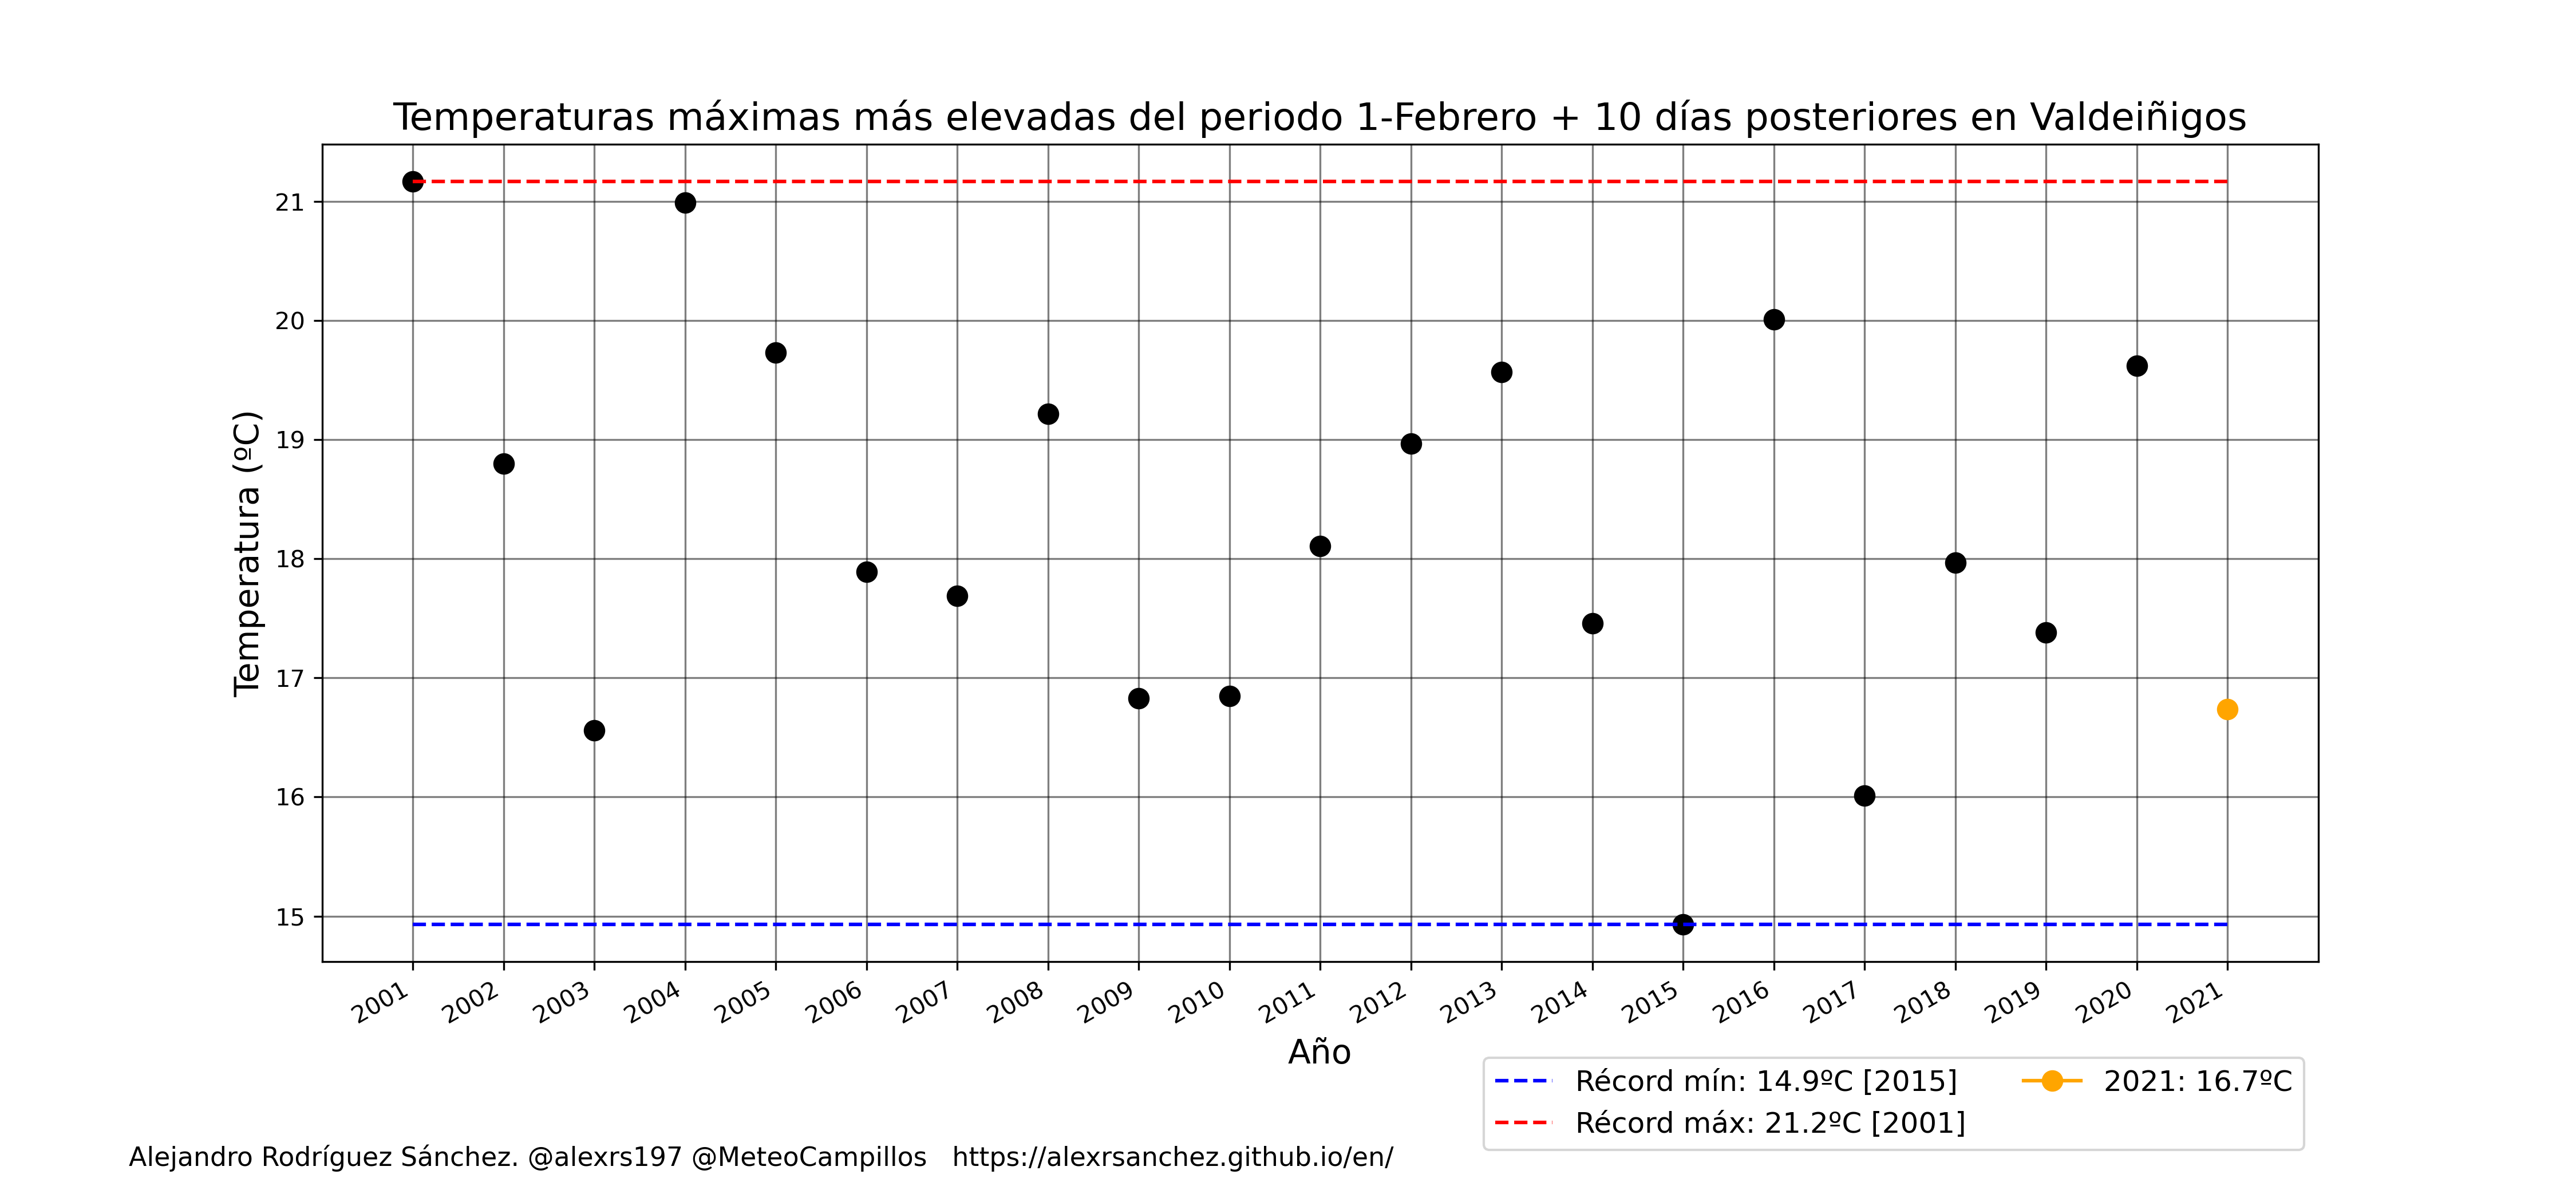 Temperaturas máximas más elevadas del periodo 1-Febrero + 10 días posteriores en Valdeiñigos
Temperatura (ºC)
21
20
19
18
17
16
15
2001 2002 2003 2004 2005 2006 2007 2008 2009 2010 2011 2012 2013 2014 2015 2016 2017 2018 2019 2020 2021
Año
Récord mín: 14.9ºC [2015]
Récord máx: 21.2ºC [2001]
2021: 16.7ºC
Alejandro Rodríguez Sánchez. @alexrs197 @MeteoCampillos https://alexrsanchez.github.io/en/